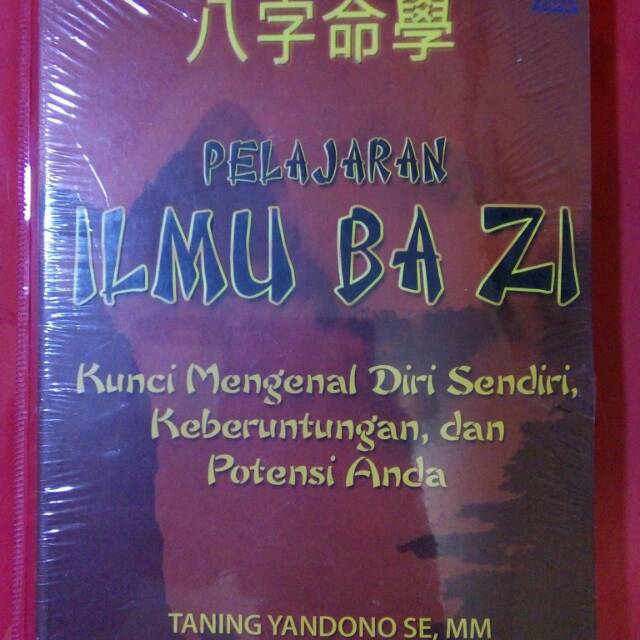 八字命學
PELAJARAN
ILMU BA ZI
Kunci Mengenal Diri Sendiri,
Keberuntungan, dan
Potensi Anda
TANING YANDONO SE, MM